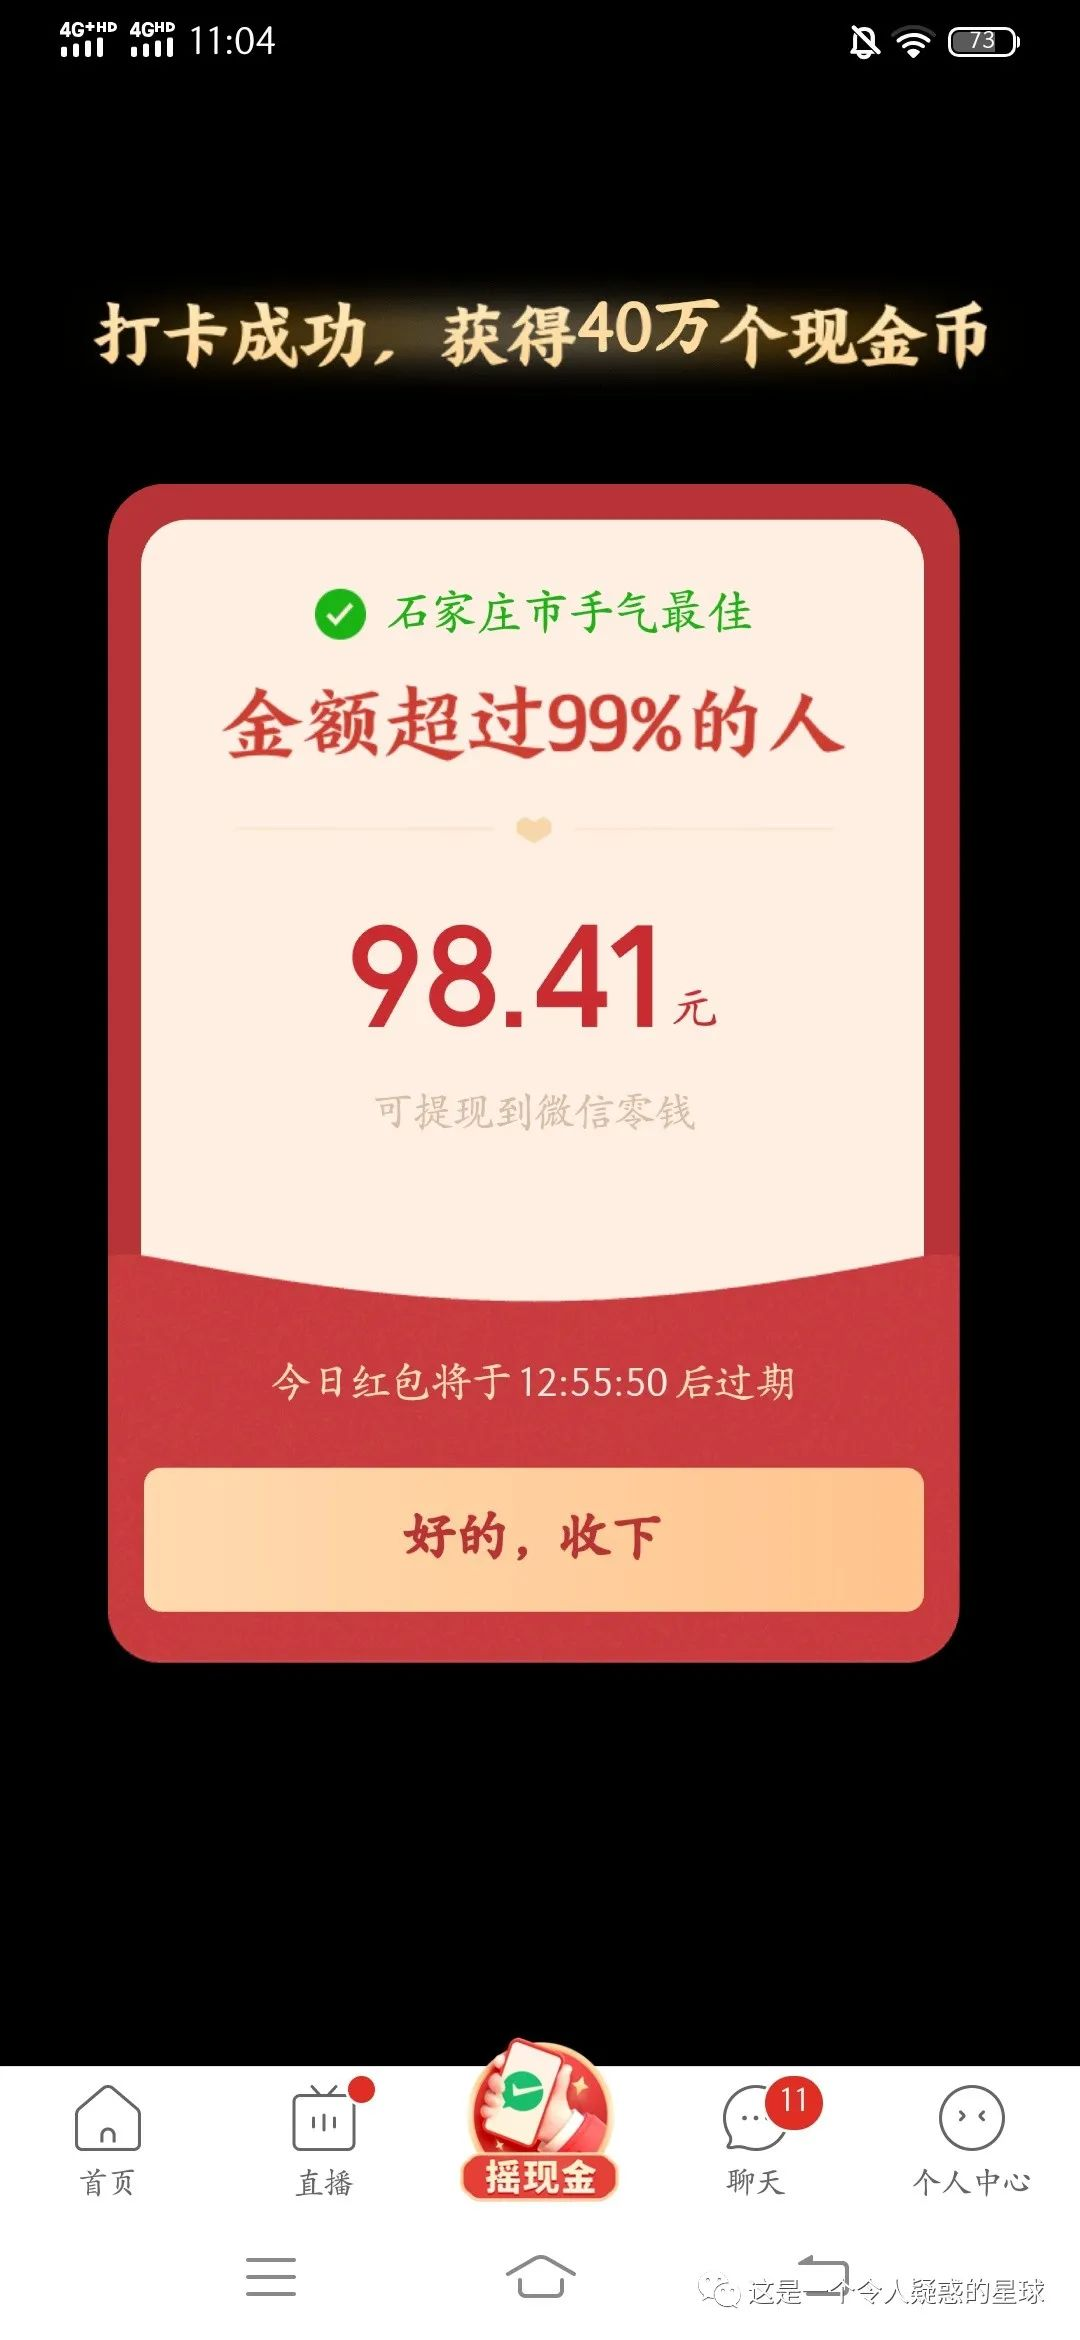 4G+HD 4GHD 11:04 73
打卡成功，获得40万个现金币
石家庄市手气最佳
金额超过99%的人
98.41元
可提现到微信零钱
今日红包将于12:55:50后过期
好的，收下
11
摇现金
首页 直播 聊天 个人中心
这是一个令人疑惑的星球